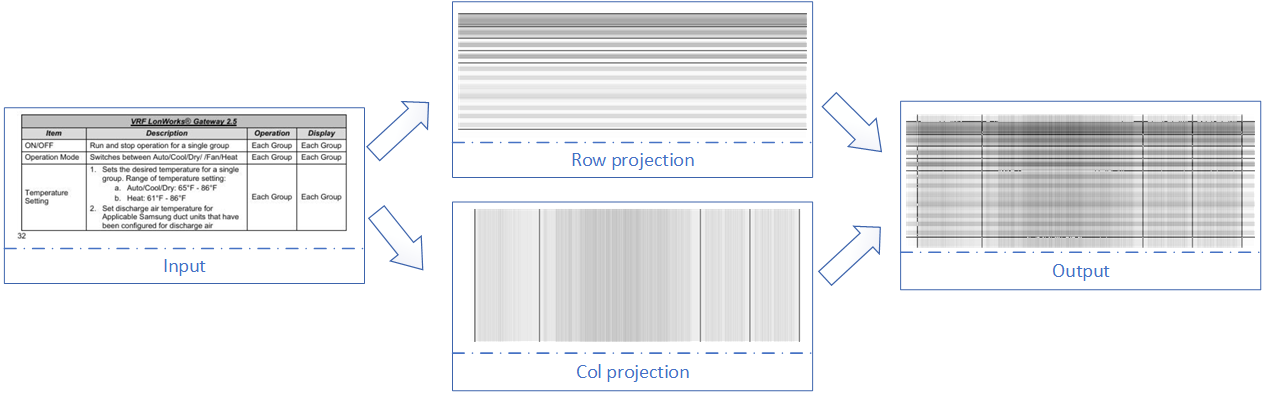 VRF LonWorks® Gateway 2.5
Item Description Operation Display
ON/OFF Run and stop operation for a single group Each Group Each Group
Operation Mode Switches between Auto/Cool/Dry/ /Fan/Heat Each Group Each Group
Temperature Setting
1. Sets the desired temperature for a single
group. Range of temperature setting:
a. Auto/Cool/Dry: 65°F - 86°F
b. Heat: 61°F - 86°F
2. Set discharge air temperature for
Applicable Samsung duct units that have
been configured for discharge air
Each Group Each Group
32
Input
Row projection
Col projection
Output